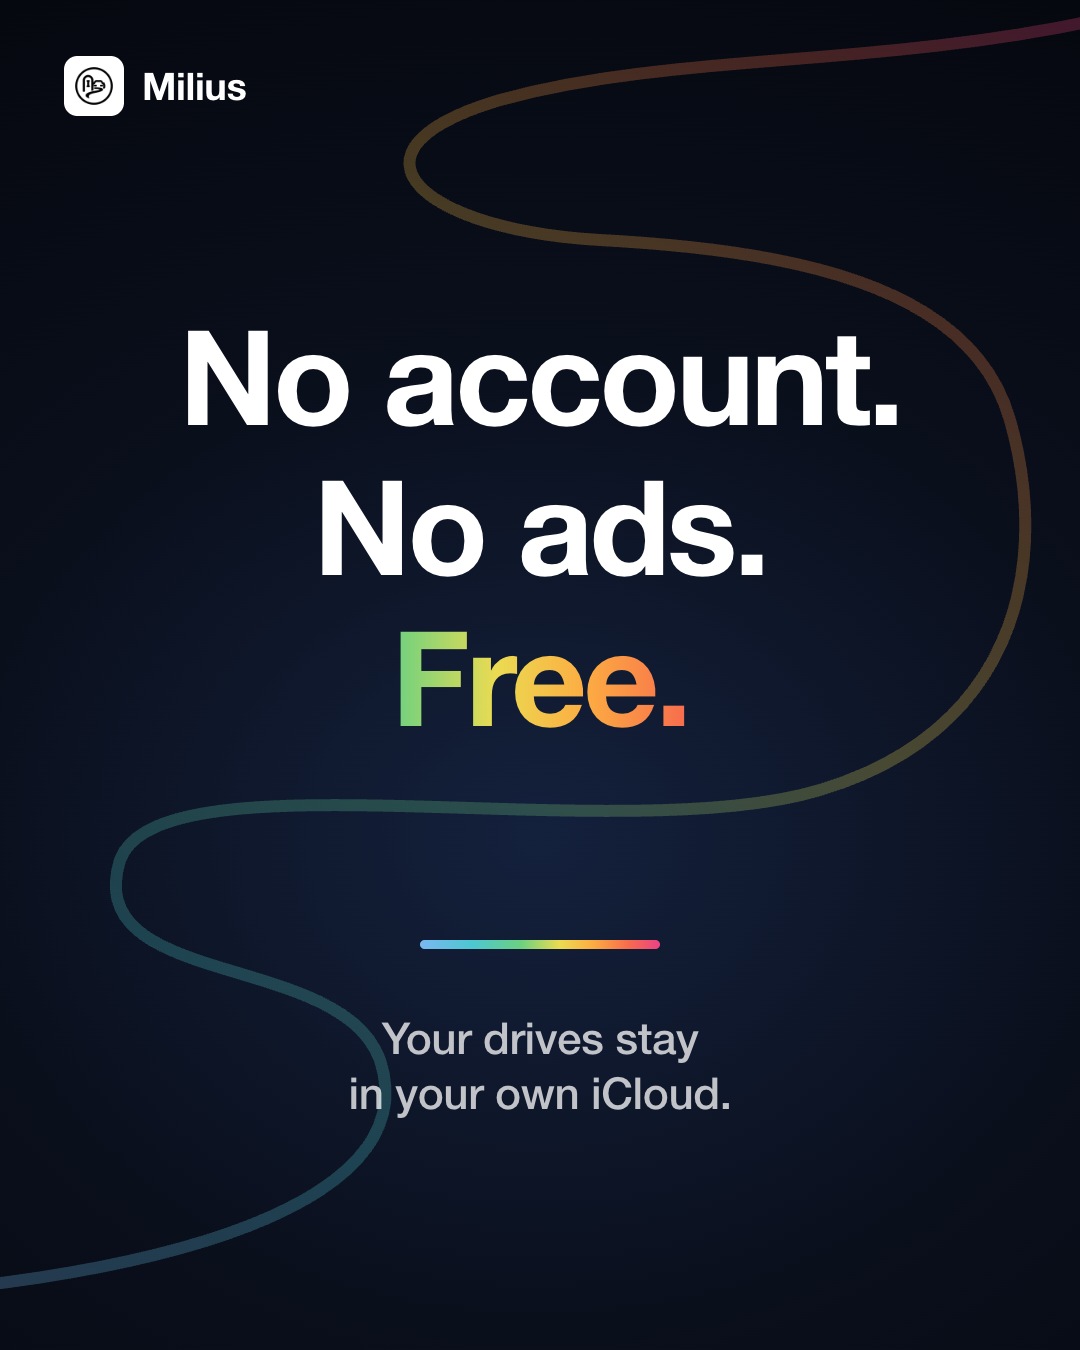 Milius
No account.
No ads.
Free.
Your drives stay
in your own iCloud.